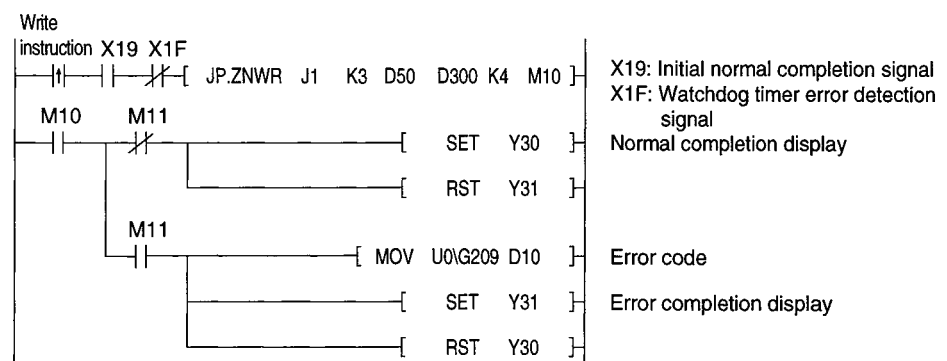 Write
instruction X19 X1F
[ JP.ZNWR J1 K3 D50 D300 K4 M10 ]
X19: Initial normal completion signal
X1F: Watchdog timer error detection
signal
M10 M11
[ SET Y30 ]
Normal completion display
[ RST Y31 ]
M11
[ MOV U0\G209 D10 ]
Error code
[ SET Y31 ]
Error completion display
[ RST Y30 ]